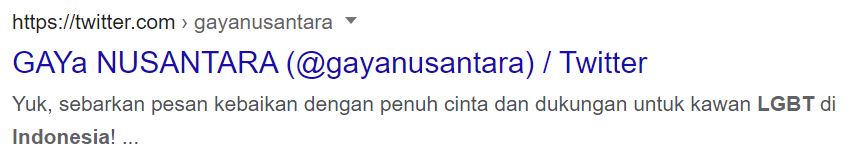 https://twitter.com › gayanusantara
GAYa NUSANTARA (@gayanusantara) / Twitter
Yuk, sebarkan pesan kebaikan dengan penuh cinta dan dukungan untuk kawan LGBT di
Indonesia! ...